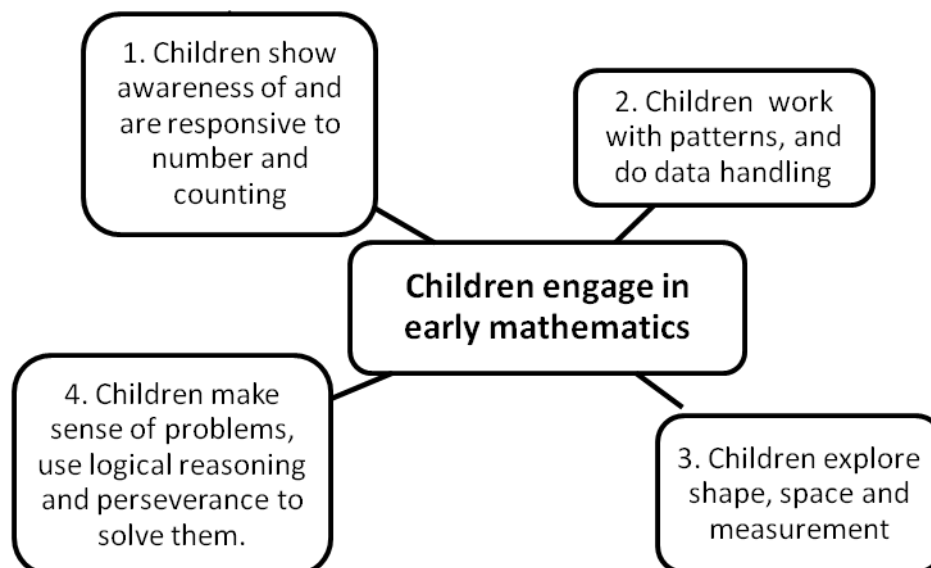 1. Children show
awareness of and
are responsive to
number and
counting
2. Children  work
with patterns, and
do data handling
Children engage in
early mathematics
4. Children make
sense of problems,
use logical reasoning
and perseverance to
solve them.
3. Children explore
shape, space and
measurement